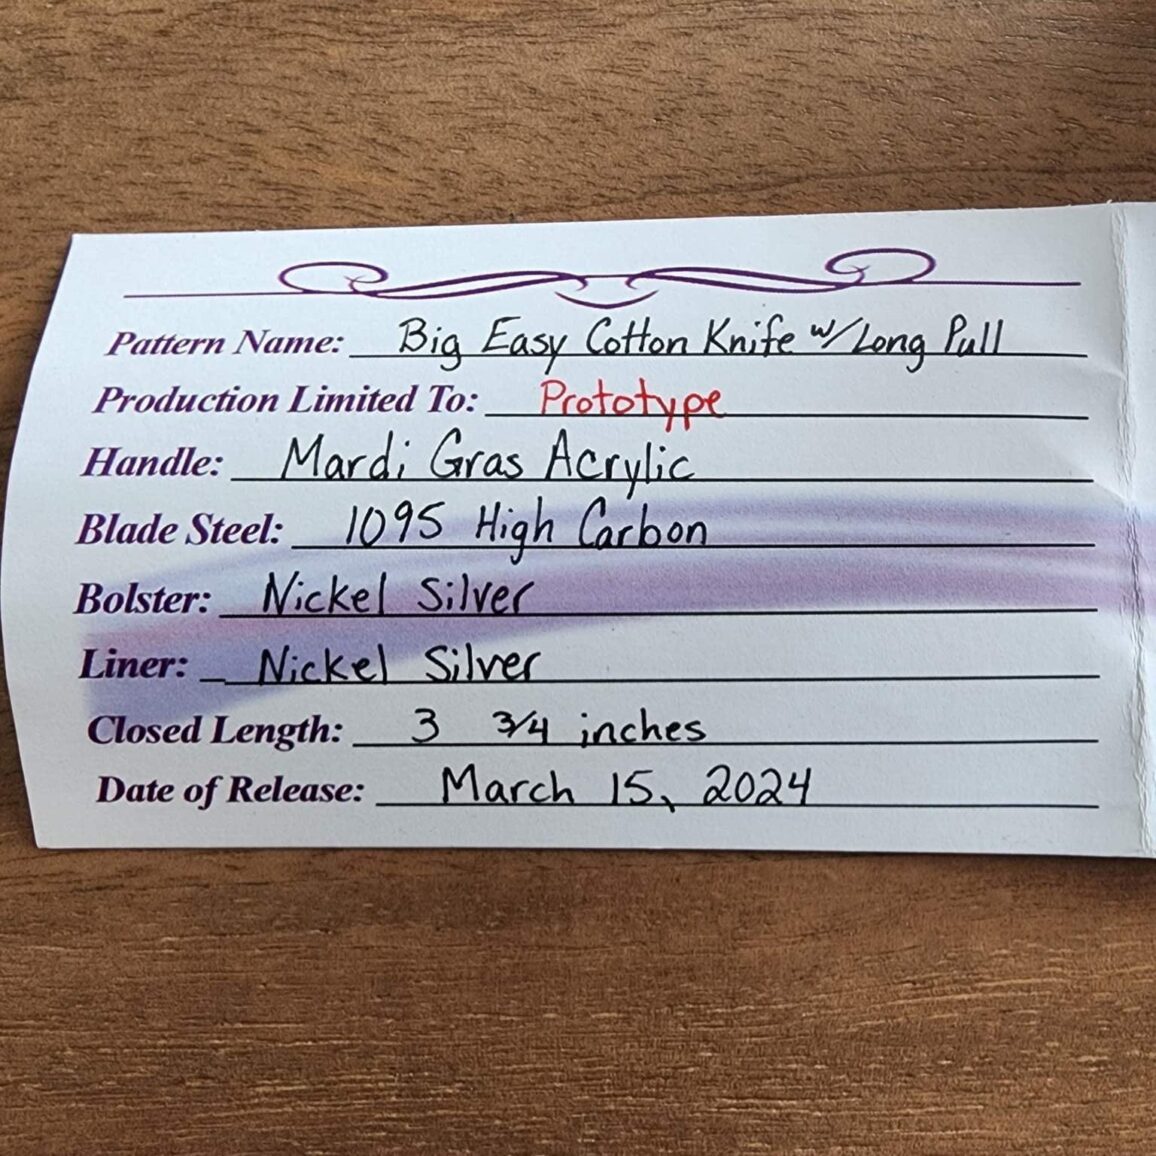 Pattern Name: Big Easy Cotton Knife w/ Long Pull
Production Limited To: Prototype
Handle: Mardi Gras Acrylic
Blade Steel: 1095 High Carbon
Bolster: Nickel Silver
Liner: Nickel Silver
Closed Length: 3 3/4 inches
Date of Release: March 15, 2024